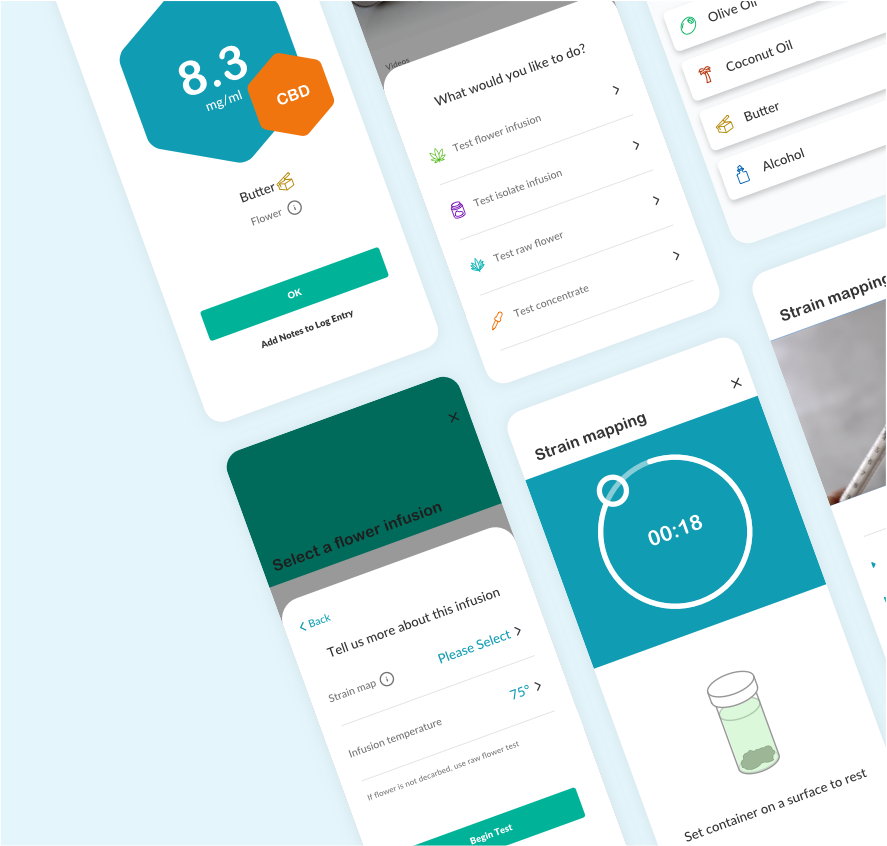 8.3
mg/ml
CBD
Butter
Flower
OK
Add Notes to Log Entry
Videos
What would you like to do?
Test flower infusion
Test isolate infusion
Test raw flower
Test concentrate
Olive Oil
Coconut Oil
Butter
Alcohol
Select a flower infusion
Back
Tell us more about this infusion
Strain map
Please Select
Infusion temperature
75°
If flower is not decarbed, use raw flower test
Begin Test
Strain mapping
00:18
Set container on a surface to rest
Strain mapping